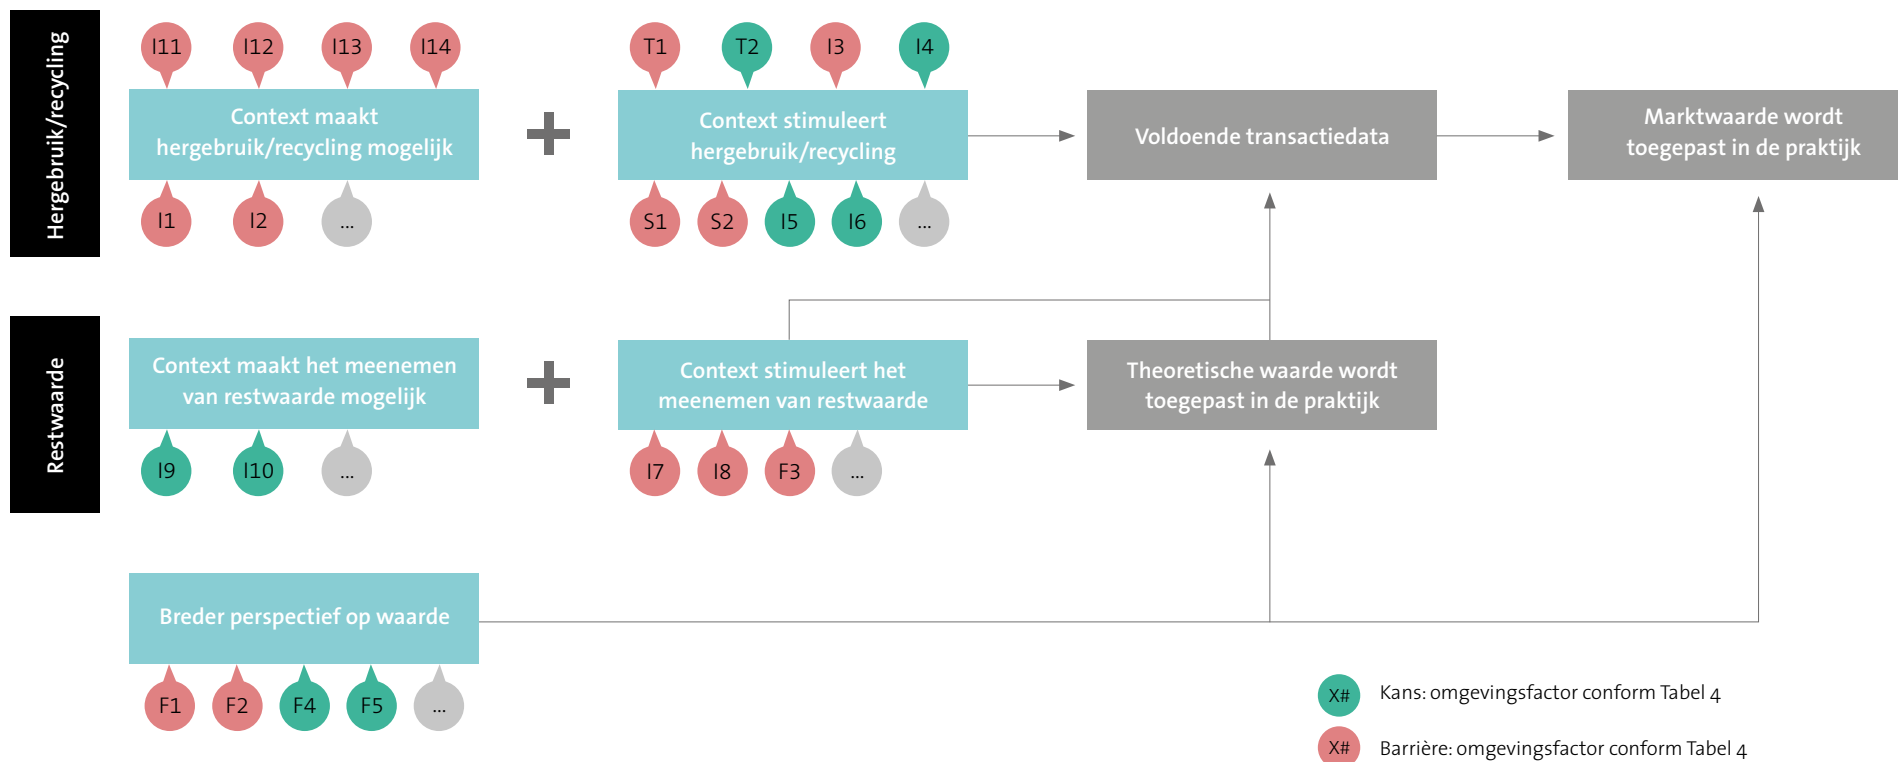 Hergebruik/recycling
I11
I12
I13
I14
Context maakt
hergebruik/recycling mogelijk
I1
I2
...
T1
T2
I3
I4
Context stimuleert
hergebruik/recycling
S1
S2
I5
I6
...
Voldoende transactiedata
Marktwaarde wordt
toegepast in de praktijk
Restwaarde
Context maakt het meenemen
van restwaarde mogelijk
I9
I10
...
Context stimuleert het
meenemen van restwaarde
I7
I8
F3
...
Theoretische waarde wordt
toegepast in de praktijk
Breder perspectief op waarde
F1
F2
F4
F5
...
X# Kans: omgevingsfactor conform Tabel 4
X# Barrière: omgevingsfactor conform Tabel 4